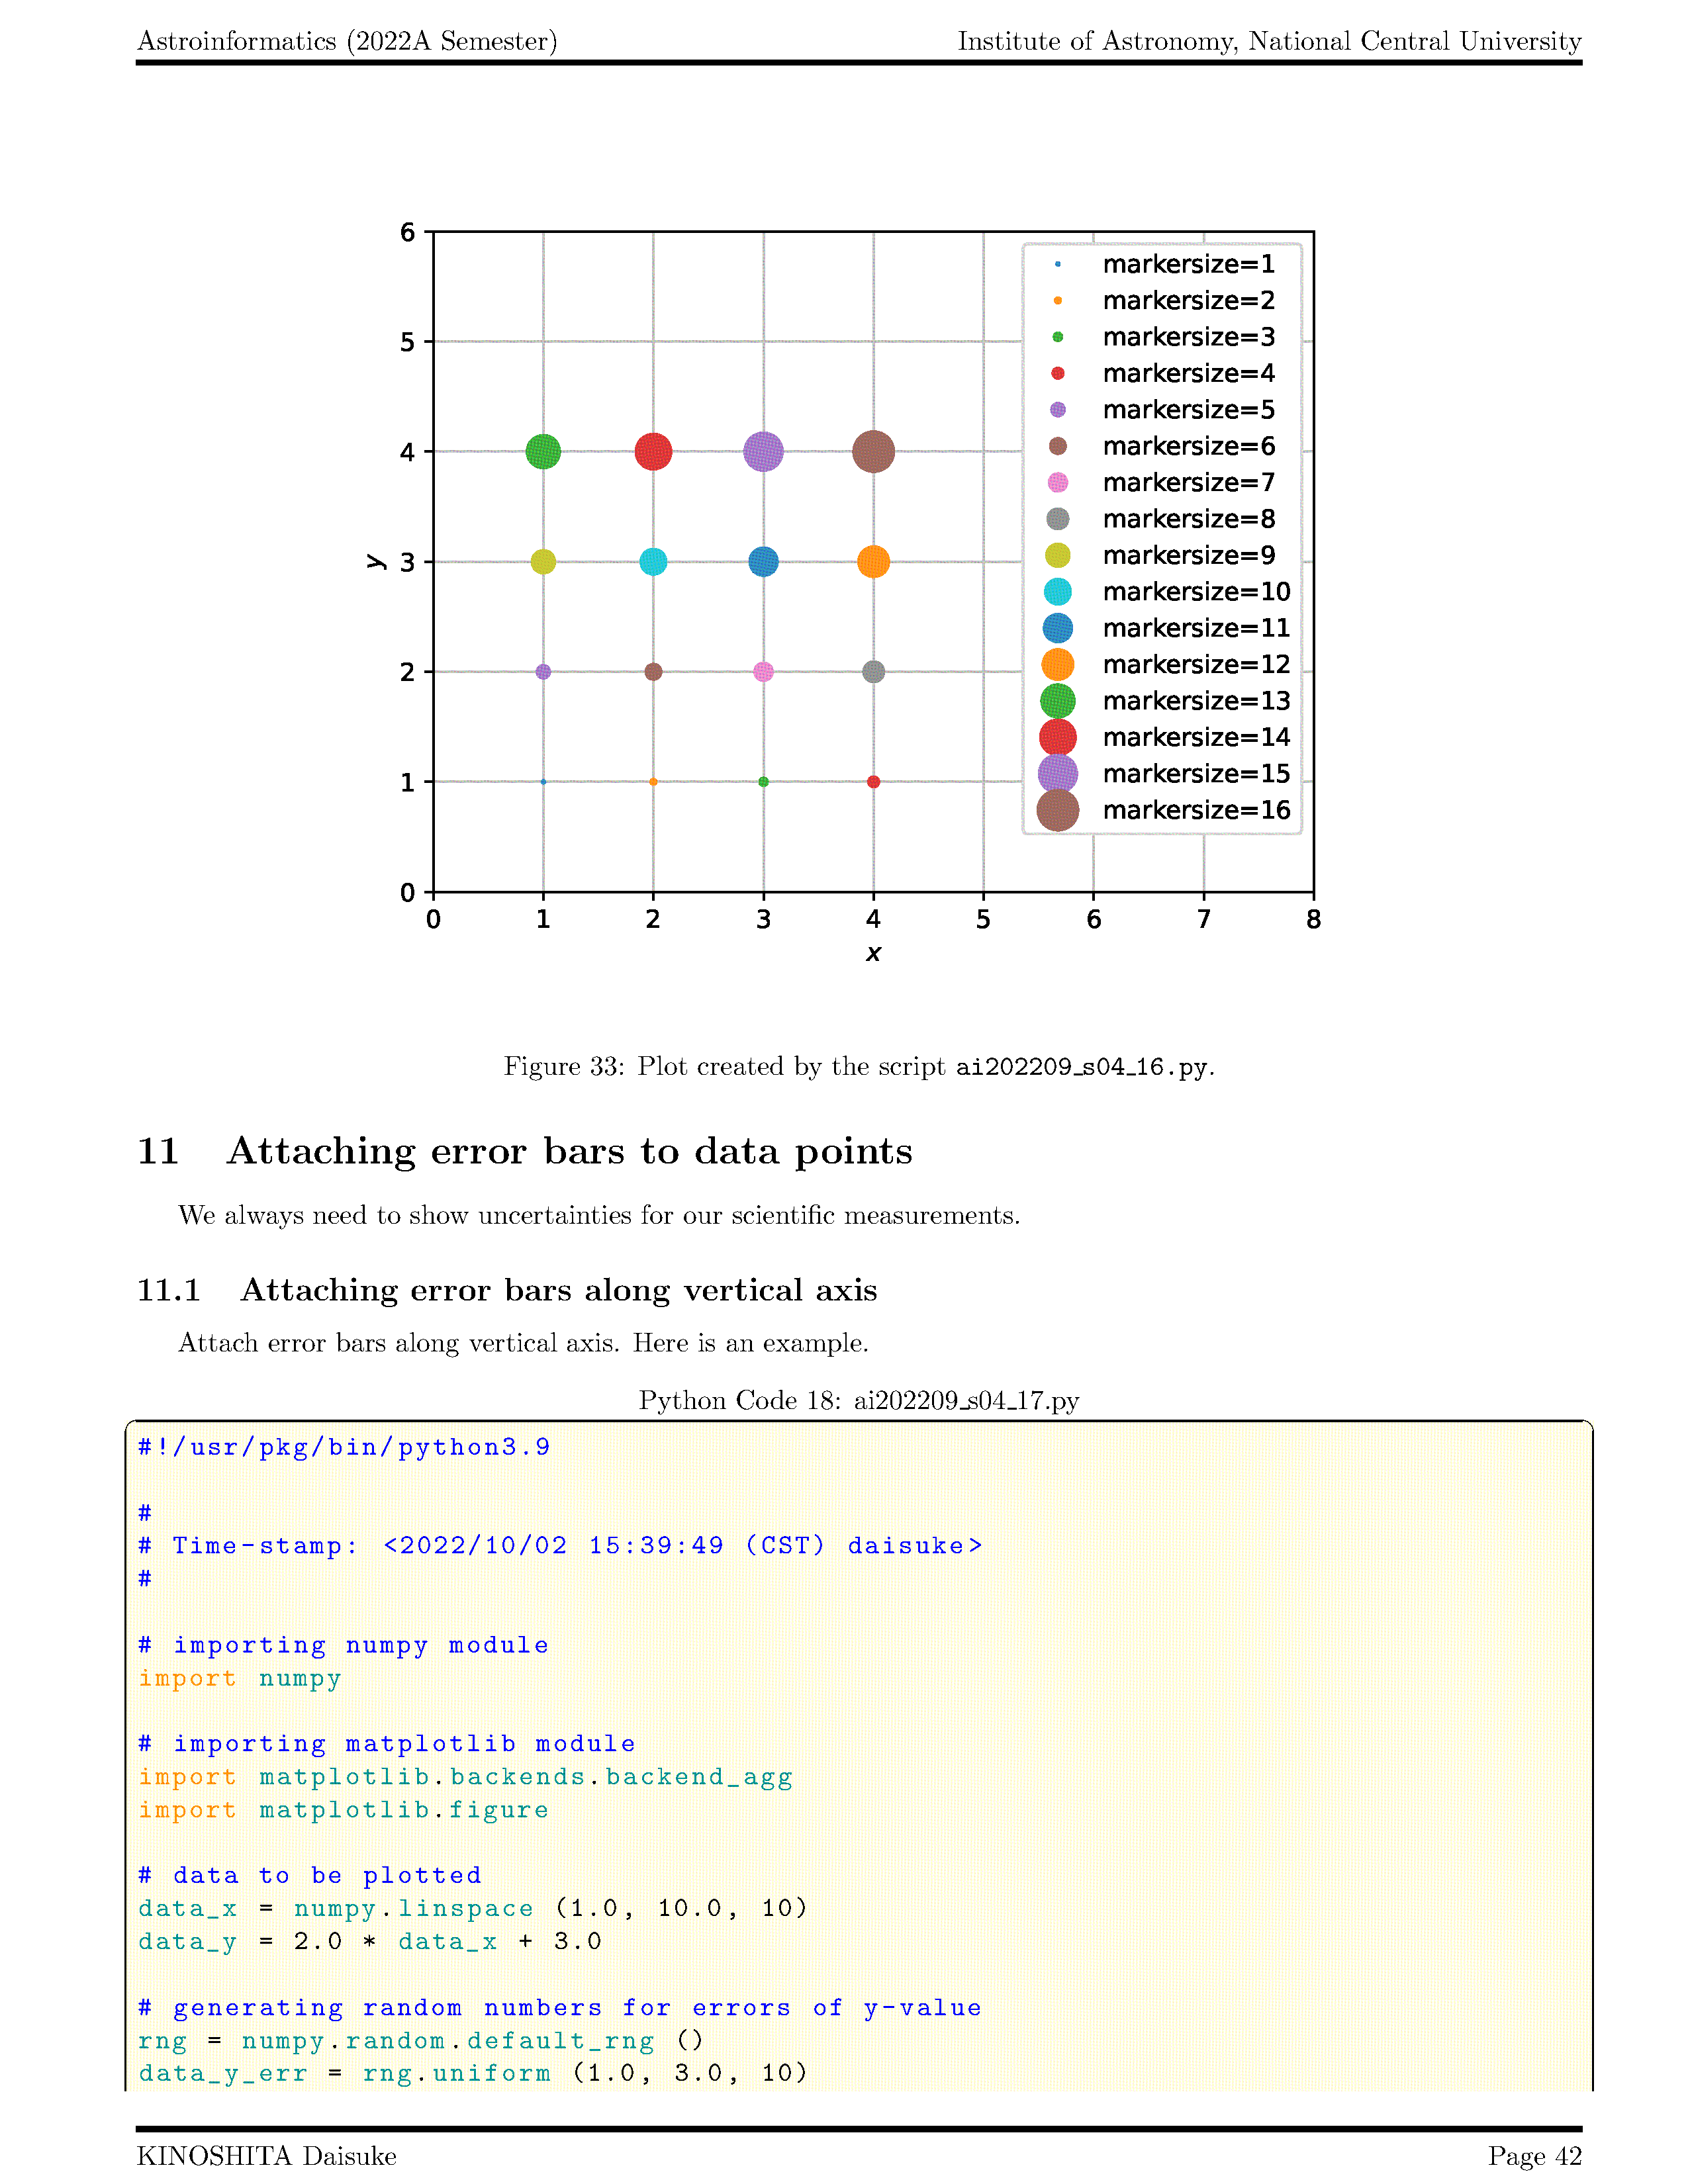 Astroinformatics (2022A Semester) Institute of Astronomy, National Central University
6
5
4
3
2
1
0
y
0 1 2 3 4 5 6 7 8
x
markersize=1
markersize=2
markersize=3
markersize=4
markersize=5
markersize=6
markersize=7
markersize=8
markersize=9
markersize=10
markersize=11
markersize=12
markersize=13
markersize=14
markersize=15
markersize=16
Figure 33: Plot created by the script ai202209_s04_16.py.
11 Attaching error bars to data points
We always need to show uncertainties for our scientific measurements.
11.1 Attaching error bars along vertical axis
Attach error bars along vertical axis. Here is an example.
Python Code 18: ai202209_s04_17.py
#!/usr/pkg/bin/python3.9
#
# Time-stamp: <2022/10/02 15:39:49 (CST) daisuke>
#
# importing numpy module
import numpy
# importing matplotlib module
import matplotlib.backends.backend_agg
import matplotlib.figure
# data to be plotted
data_x = numpy.linspace (1.0, 10.0, 10)
data_y = 2.0 * data_x + 3.0
# generating random numbers for errors of y-value
rng = numpy.random.default_rng ()
data_y_err = rng.uniform (1.0, 3.0, 10)
KINOSHITA Daisuke Page 42